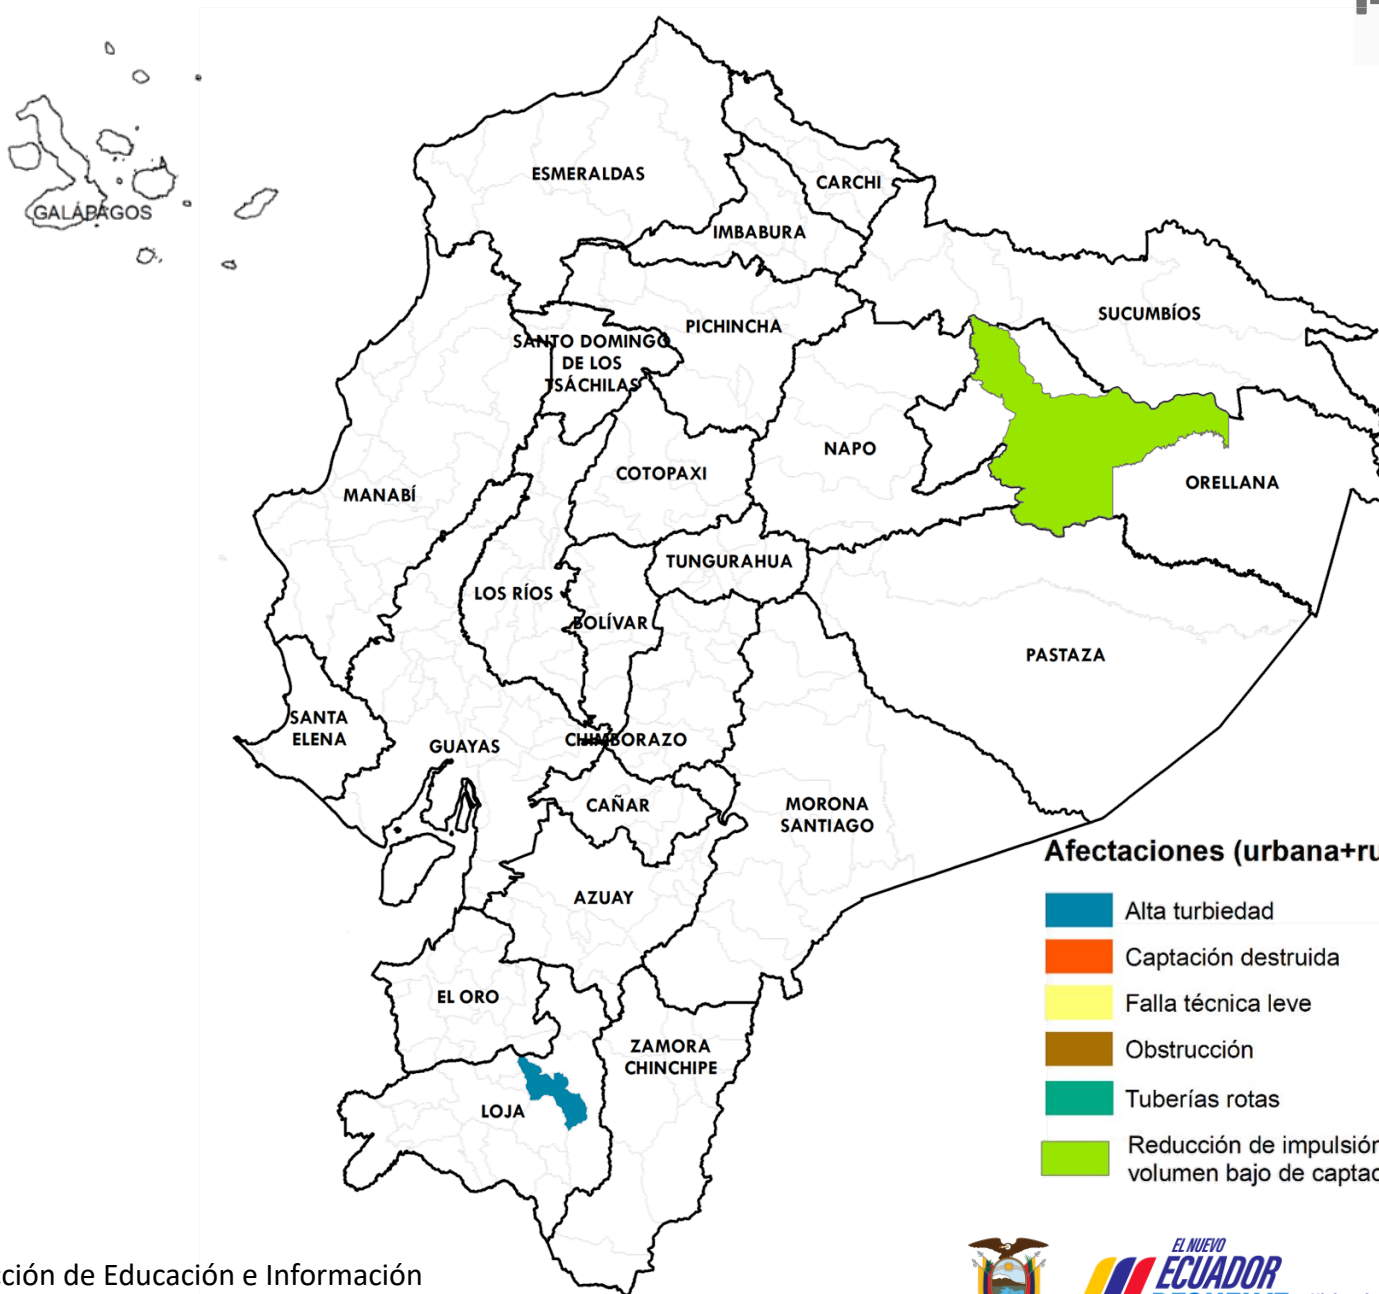 ESMERALDAS
CARCHI
GALÁPAGOS
IMBABURA
SUCUMBÍOS
PICHINCHA
SANTO DOMINGO
DE LOS
TSÁCHILAS
NAPO
COTOPAXI
ORELLANA
MANABÍ
TUNGURAHUA
LOS RÍOS
BOLÍVAR
PASTAZA
SANTA
ELENA
GUAYAS
CHIMBORAZO
CAÑAR
MORONA
SANTIAGO
AZUAY
EL ORO
ZAMORA
CHINCHIPE
LOJA
Afectaciones (urbana+ru
Alta turbiedad
Captación destruida
Falla técnica leve
Obstrucción
Tuberías rotas
Reducción de impulsión
volumen bajo de captac
cción de Educación e Información
EL NUEVO
ECUADOR